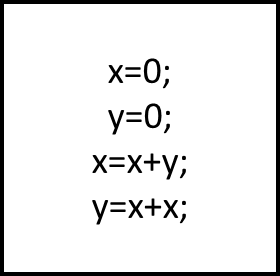 x=0;
y=0;
x=x+y;
y=x+x;